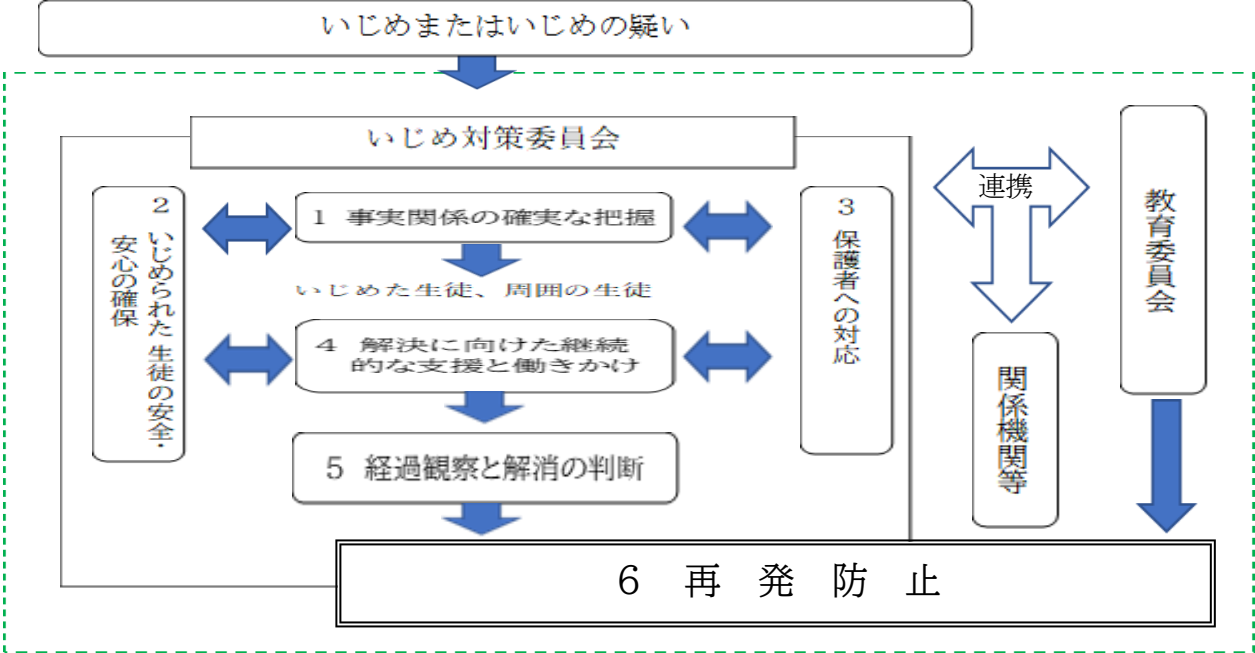 いじめまたはいじめの疑い
いじめ対策委員会
1 事実関係の確実な把握
いじめた生徒、周囲の生徒
2 いじめられた 生徒の安全・
安心の確保
3 保護者への対応
4 解決に向けた継続
的な支援と働きかけ
5 経過観察と解消の判断
連携
教育委員会
関係機関等
6 再発防止